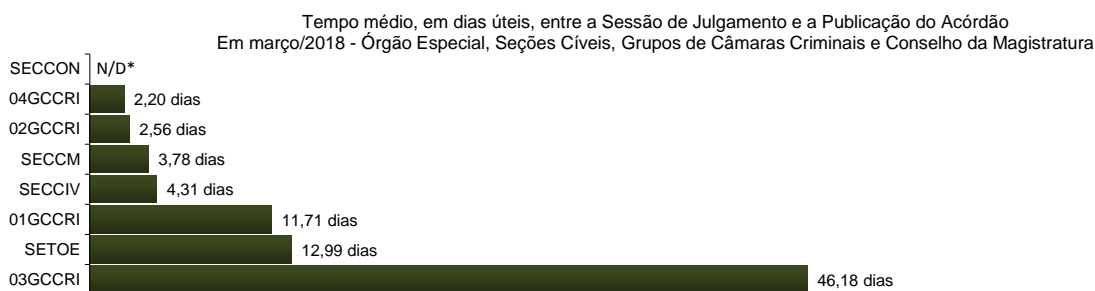 Tempo médio, em dias úteis, entre a Sessão de Julgamento e a Publicação do Acórdão
Em março/2018 - Órgão Especial, Seções Cíveis, Grupos de Câmaras Criminais e Conselho da Magistratura
SECCON N/D*
04GCCRI 2,20 dias
02GCCRI 2,56 dias
SECCM 3,78 dias
SECCIV 4,31 dias
01GCCRI 11,71 dias
SETOE 12,99 dias
03GCCRI 46,18 dias